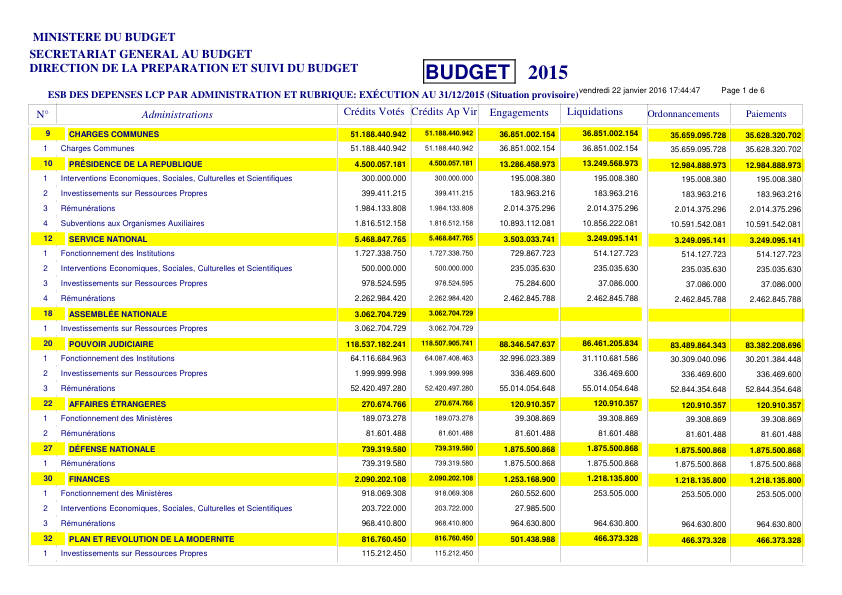 MINISTERE DU BUDGET
SECRETARIAT GENERAL AU BUDGET
DIRECTION DE LA PREPARATION ET SUIVI DU BUDGET
BUDGET 2015
ESB DES DEPENSES LCP PAR ADMINISTRATION ET RUBRIQUE: EXÉCUTION AU 31/12/2015 (Situation provisoire) vendredi 22 janvier 2016 17:44:47 Page 1 de 6
N° Administrations Crédits Votés Crédits Ap Vir Engagements Liquidations Ordonnancements Paiements
9 CHARGES COMMUNES 51.188.440.942 51.188.440.942 36.851.002.154 36.851.002.154 35.659.095.728 35.628.320.702
1 Charges Communes 51.188.440.942 51.188.440.942 36.851.002.154 36.851.002.154 35.659.095.728 35.628.320.702
10 PRÉSIDENCE DE LA REPUBLIQUE 4.500.057.181 4.500.057.181 13.286.458.973 13.249.568.973 12.984.888.973 12.984.888.973
1 Interventions Economiques, Sociales, Culturelles et Scientifiques 300.000.000 300.000.000 195.008.380 195.008.380 195.008.380 195.008.380
2 Investissements sur Ressources Propres 399.411.215 399.411.215 183.963.216 183.963.216 183.963.216 183.963.216
3 Rémunérations 1.984.133.808 1.984.133.808 2.014.375.296 2.014.375.296 2.014.375.296 2.014.375.296
4 Subventions aux Organismes Auxiliaires 1.816.512.158 1.816.512.158 10.893.112.081 10.856.222.081 10.591.542.081 10.591.542.081
12 SERVICE NATIONAL 5.468.847.765 5.468.847.765 3.503.033.741 3.249.095.141 3.249.095.141 3.249.095.141
1 Fonctionnement des Institutions 1.727.338.750 1.727.338.750 729.867.723 514.127.723 514.127.723 514.127.723
2 Interventions Economiques, Sociales, Culturelles et Scientifiques 500.000.000 500.000.000 235.035.630 235.035.630 235.035.630 235.035.630
3 Investissements sur Ressources Propres 978.524.595 978.524.595 75.284.600 37.086.000 37.086.000 37.086.000
4 Rémunérations 2.262.984.420 2.262.984.420 2.462.845.788 2.462.845.788 2.462.845.788 2.462.845.788
18 ASSEMBLÉE NATIONALE 3.062.704.729 3.062.704.729
1 Investissements sur Ressources Propres 3.062.704.729 3.062.704.729
20 POUVOIR JUDICIAIRE 118.537.182.241 118.507.905.741 88.346.547.637 86.461.205.834 83.489.864.343 83.382.208.696
1 Fonctionnement des Institutions 64.116.684.963 64.087.408.463 32.996.023.389 31.110.681.586 30.309.040.096 30.201.384.448
2 Investissements sur Ressources Propres 1.999.999.998 1.999.999.998 336.469.600 336.469.600 336.469.600 336.469.600
3 Rémunérations 52.420.497.280 52.420.497.280 55.014.054.648 55.014.054.648 52.844.354.648 52.844.354.648
22 AFFAIRES ÉTRANGERES 270.674.766 270.674.766 120.910.357 120.910.357 120.910.357 120.910.357
1 Fonctionnement des Ministères 189.073.278 189.073.278 39.308.869 39.308.869 39.308.869 39.308.869
2 Rémunérations 81.601.488 81.601.488 81.601.488 81.601.488 81.601.488 81.601.488
27 DÉFENSE NATIONALE 739.319.580 739.319.580 1.875.500.868 1.875.500.868 1.875.500.868 1.875.500.868
1 Rémunérations 739.319.580 739.319.580 1.875.500.868 1.875.500.868 1.875.500.868 1.875.500.868
30 FINANCES 2.090.202.108 2.090.202.108 1.253.168.900 1.218.135.800 1.218.135.800 1.218.135.800
1 Fonctionnement des Ministères 918.069.308 918.069.308 260.552.600 253.505.000 253.505.000 253.505.000
2 Interventions Economiques, Sociales, Culturelles et Scientifiques 203.722.000 203.722.000 27.985.500
3 Rémunérations 968.410.800 968.410.800 964.630.800 964.630.800 964.630.800 964.630.800
32 PLAN ET REVOLUTION DE LA MODERNITE 816.760.450 816.760.450 501.438.988 466.373.328 466.373.328 466.373.328
1 Investissements sur Ressources Propres 115.212.450 115.212.450